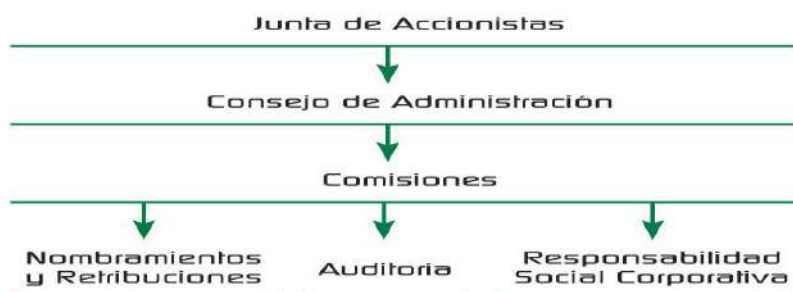 Junta de Accionistas
Consejo de Administración
Comisiones
Nombramientos
y Retribuciones
Auditoria
Responsabilidad
Social Corporativa